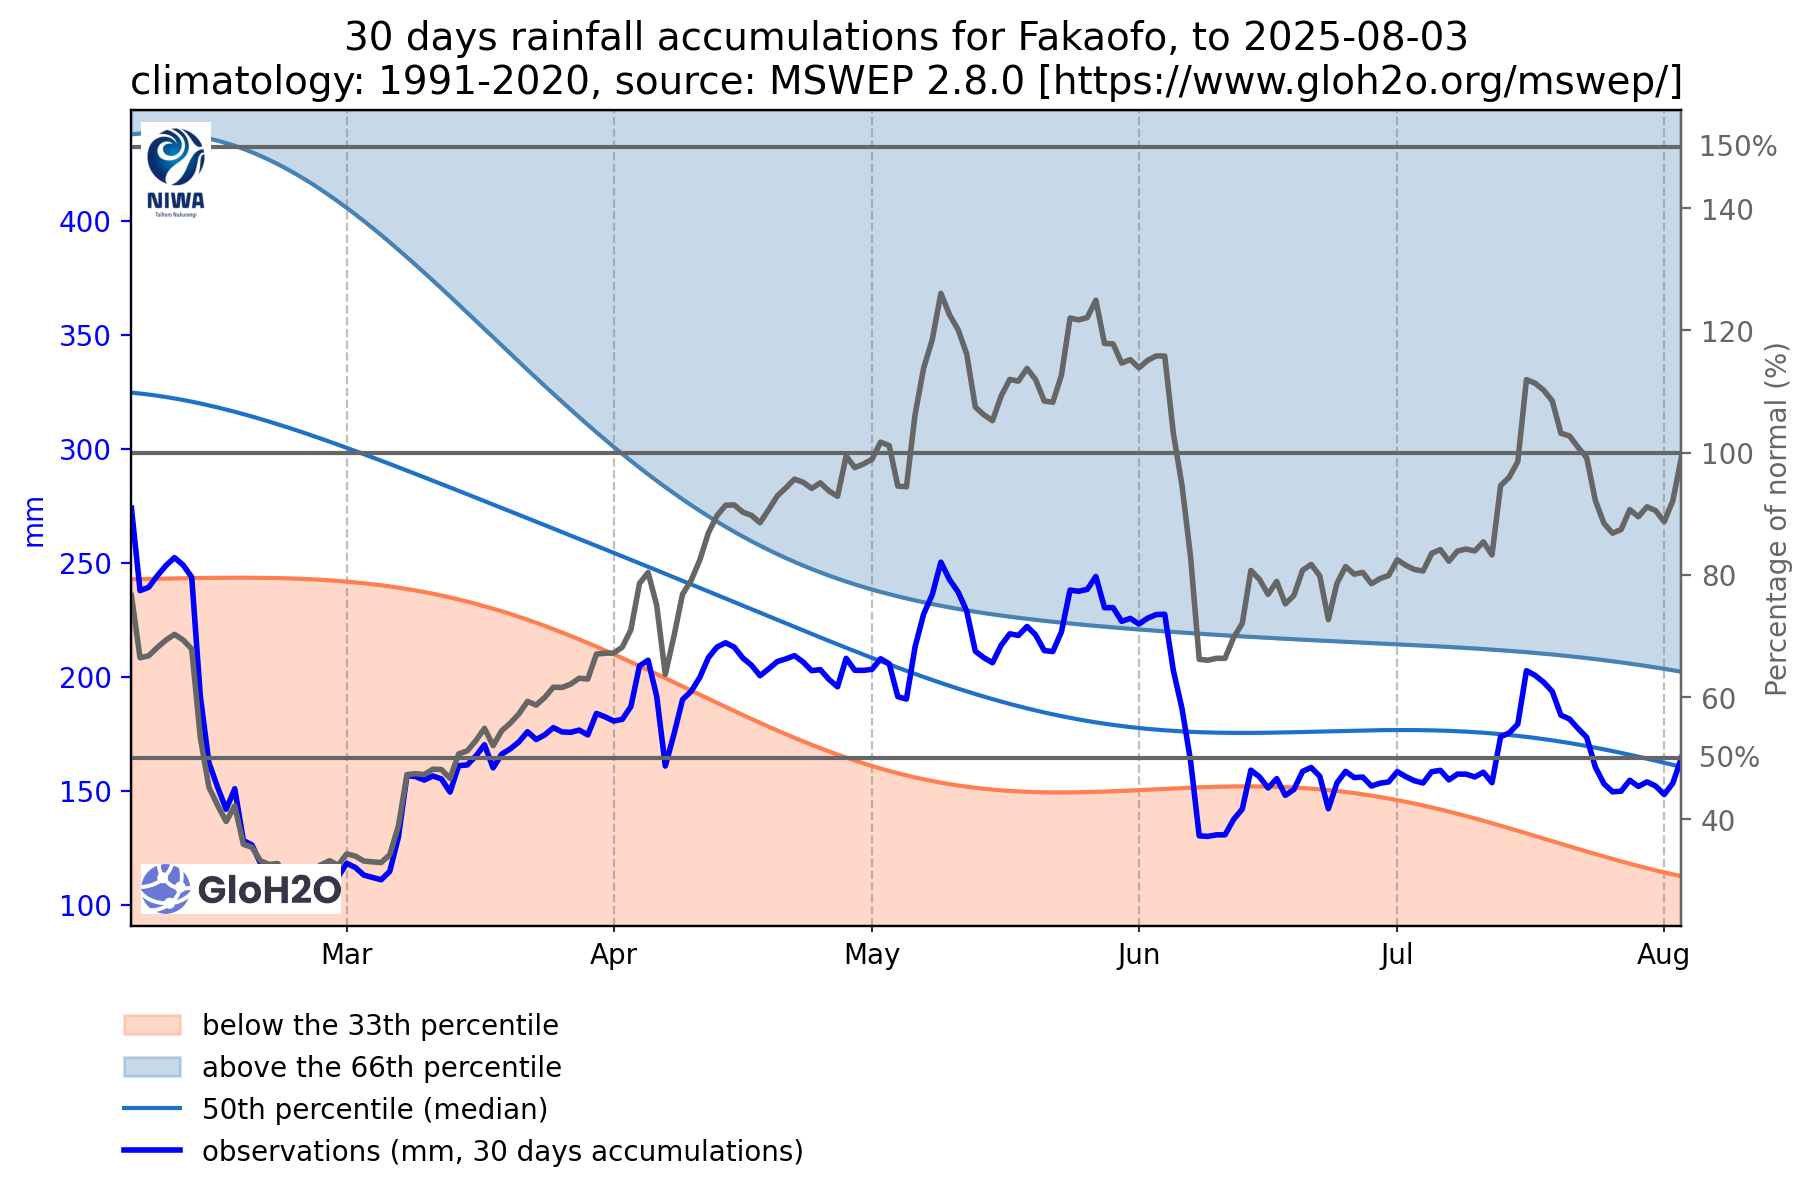 30 days rainfall accumulations for Fakaofo, to 2025-08-03
climatology: 1991-2020, source: MSWEP 2.8.0 [https://www.gloh2o.org/mswep/]
NIWA
Taihoro Nukurangi
150%
400
140
350
120
300
100
mm
250
80
Percentage of normal (%)
200
60
50%
150
40
GloH2O
100
Mar
Apr
May
Jun
Jul
Aug
below the 33th percentile
above the 66th percentile
50th percentile (median)
observations (mm, 30 days accumulations)